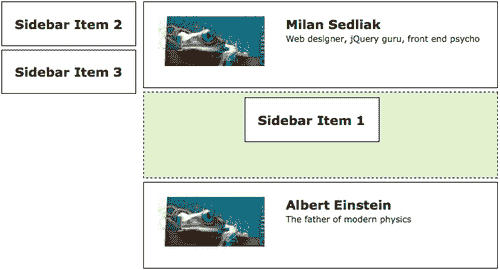 Sidebar Item 2
Sidebar Item 3
Milan Sedliak
Web designer, jQuery guru, front end psycho
Sidebar Item 1
Albert Einstein
The father of modern physics